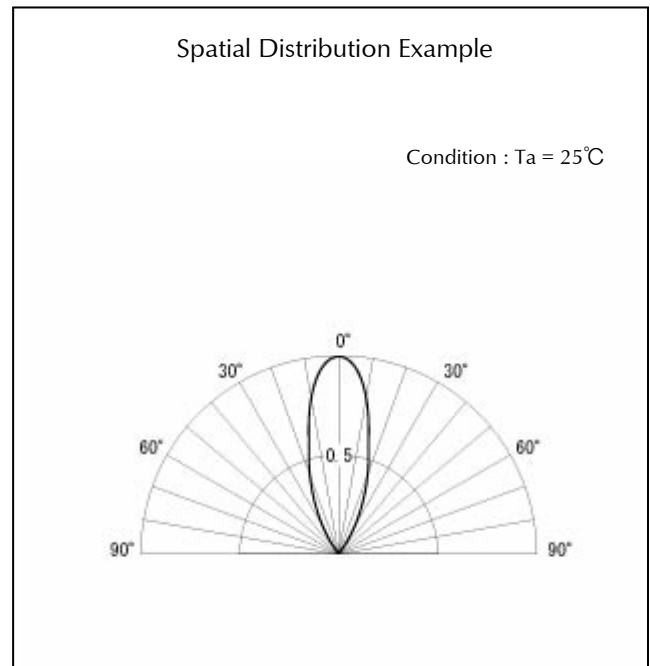 Spatial Distribution Example
Condition : Ta = 25℃
0°
30° 30°
60° 60°
0. 5
90° 90°